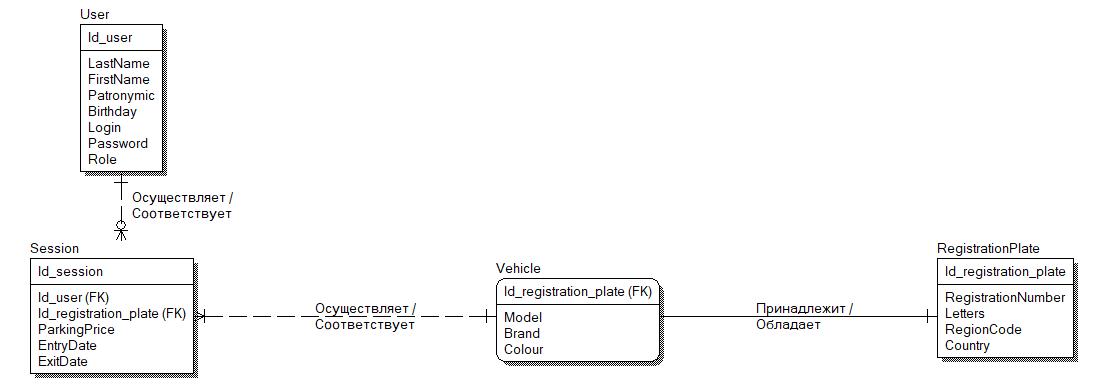 User
Id_user
LastName
FirstName
Patronymic
Birthday
Login
Password
Role
Осуществляет /
Соответствует
Session
Id_session
Id_user (FK)
Id_registration_plate (FK)
ParkingPrice
EntryDate
ExitDate
Осуществляет /
Соответствует
Vehicle
Id_registration_plate (FK)
Model
Brand
Colour
Принадлежит /
Обладает
RegistrationPlate
Id_registration_plate
RegistrationNumber
Letters
RegionCode
Country